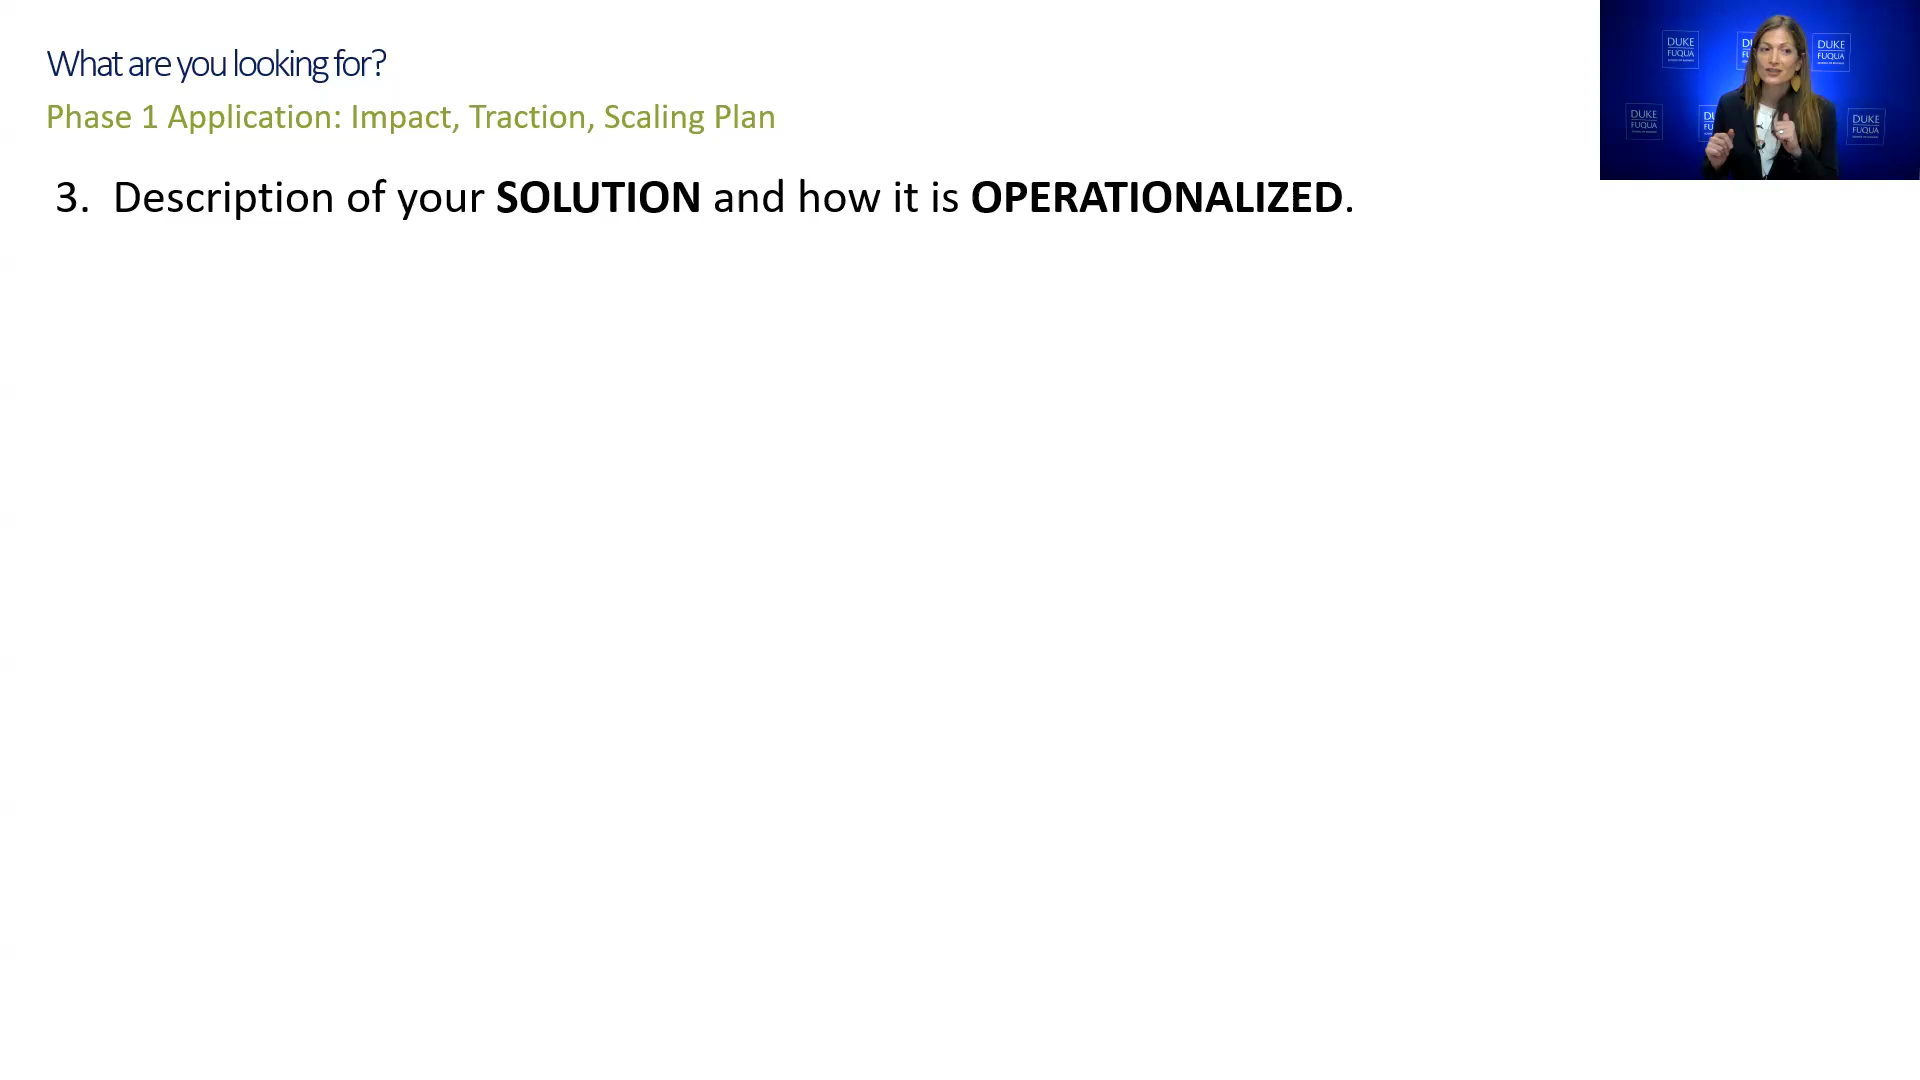 What are you looking for?
Phase 1 Application: Impact, Traction, Scaling Plan
3. Description of your SOLUTION and how it is OPERATIONALIZED.
DUKE
FUQUA
DUKE
FUQUA
DUKE
FUQUA
DUKE
FUQUA